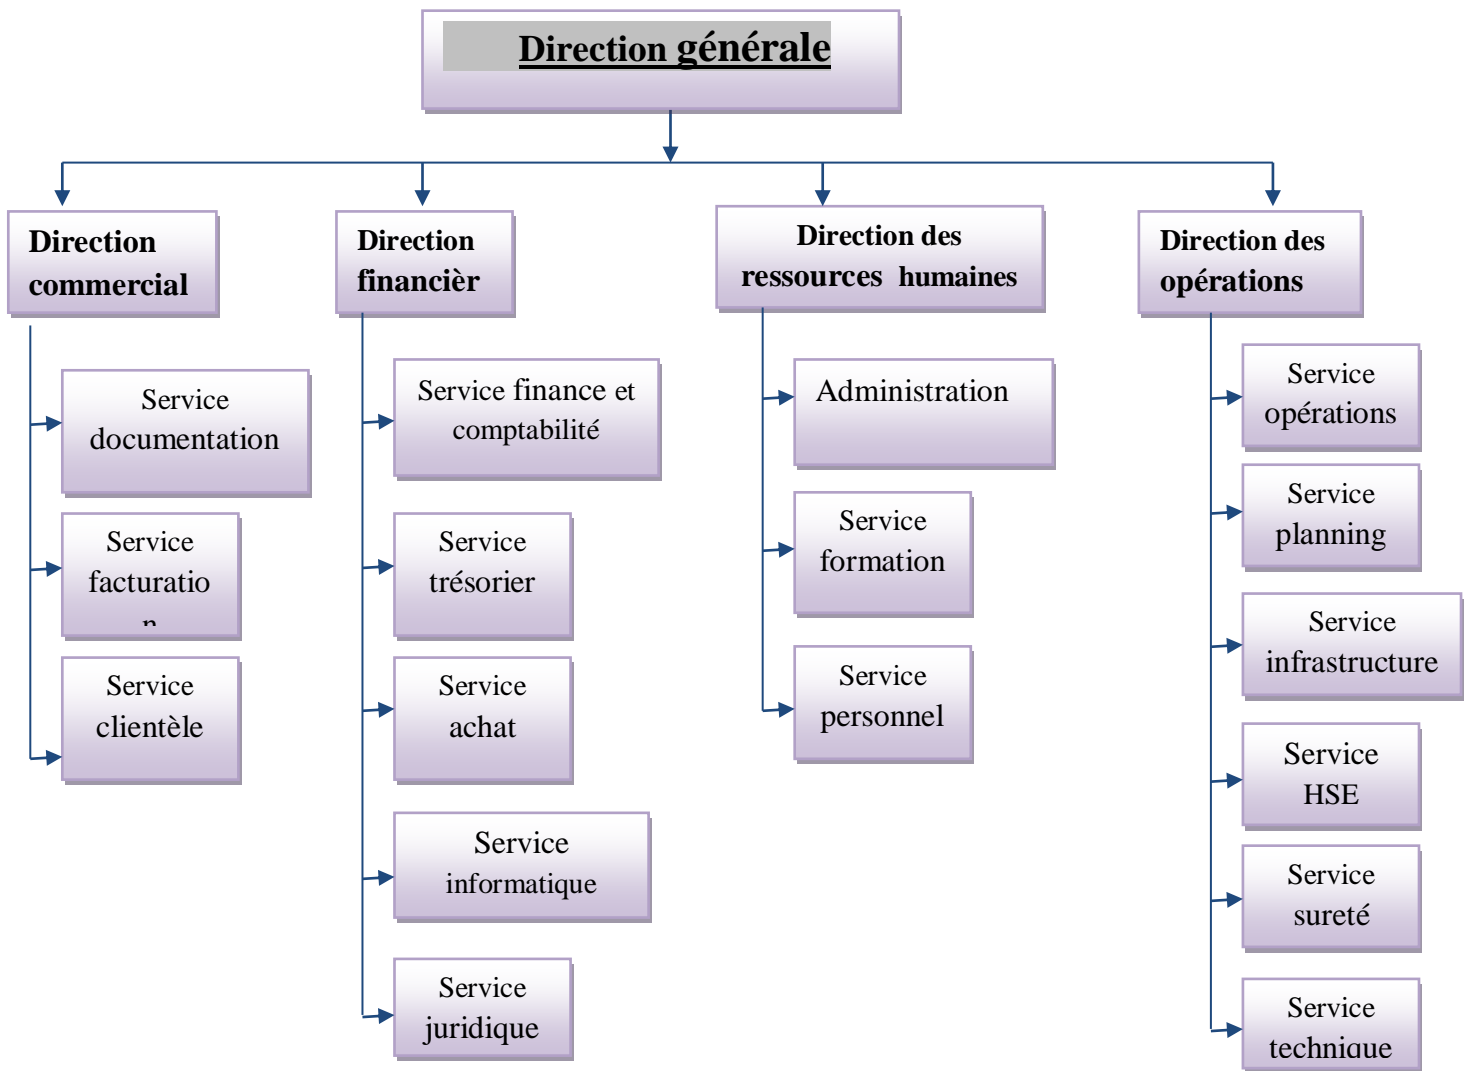 Direction générale
Direction
commercial
Direction
financièr
Direction des
ressources humaines
Direction des
opérations
Service
documentation
Service
facturatio
n
Service
clientèle
Service finance et
comptabilité
Service
trésorier
Service
achat
Service
informatique
Service
juridique
Administration
Service
formation
Service
personnel
Service
opérations
Service
planning
Service
infrastructure
Service
HSE
Service
sureté
Service
technique